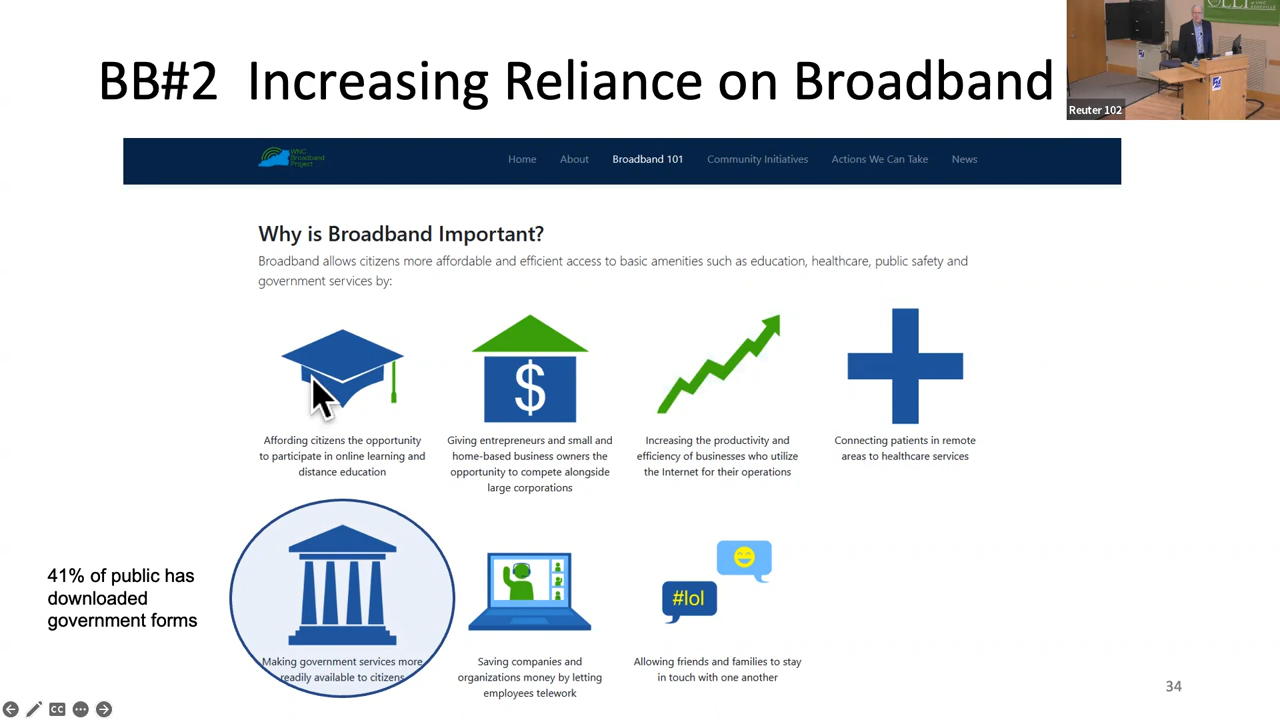 BB#2 Increasing Reliance on Broadband
Reuter 102
WNC
Broadband
Project
Home About Broadband 101 Community Initiatives Actions We Can Take News
Why is Broadband Important?
Broadband allows citizens more affordable and efficient access to basic amenities such as education, healthcare, public safety and
government services by:
$
Affording citizens the opportunity
to participate in online learning and
distance education
Giving entrepreneurs and small and
home-based business owners the
opportunity to compete alongside
large corporations
Increasing the productivity and
efficiency of businesses who utilize
the Internet for their operations
Connecting patients in remote
areas to healthcare services
41% of public has
downloaded
government forms
#lol
Making government services more
readily available to citizens
Saving companies and
organizations money by letting
employees telework
Allowing friends and families to stay
in touch with one another
34
CC